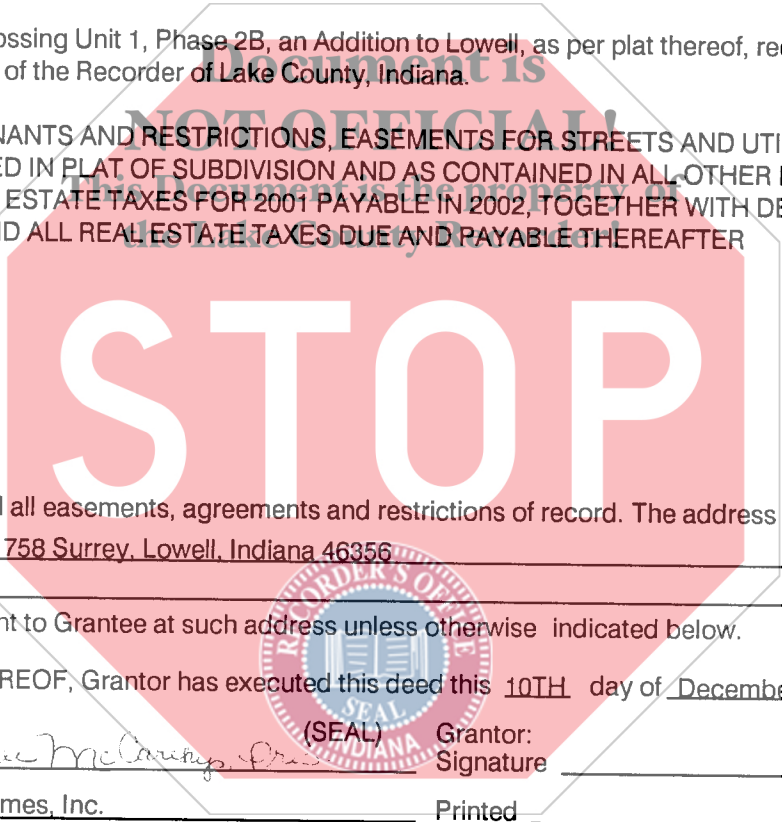 ossing Unit 1, Phase 2B, an Addition to Lowell, as per plat thereof, rec
Document is
of the Recorder of Lake County, Indiana.
NOT OFFICIAL!
NANTS AND RESTRICTIONS, EASEMENTS FOR STREETS AND UTI
ED IN PLAT OF SUBDIVISION AND AS CONTAINED IN ALL OTHER
This Document is the property of
ESTATE TAXES FOR 2001 PAYABLE IN 2002, TOGETHER WITH DE
the Lake County Recorder!
ID ALL REAL ESTATE TAXES DUE AND PAYABLE THEREAFTER
STOP
all easements, agreements and restrictions of record. The address
758 Surrey, Lowell, Indiana 46356
RECORDER'S OFFICE
nt to Grantee at such address unless otherwise indicated below.
REOF, Grantor has executed this deed this 10TH day of Decembe
SEAL
INDIANA
(SEAL) Grantor:
McCarthy, Signature
mes, Inc. Printed